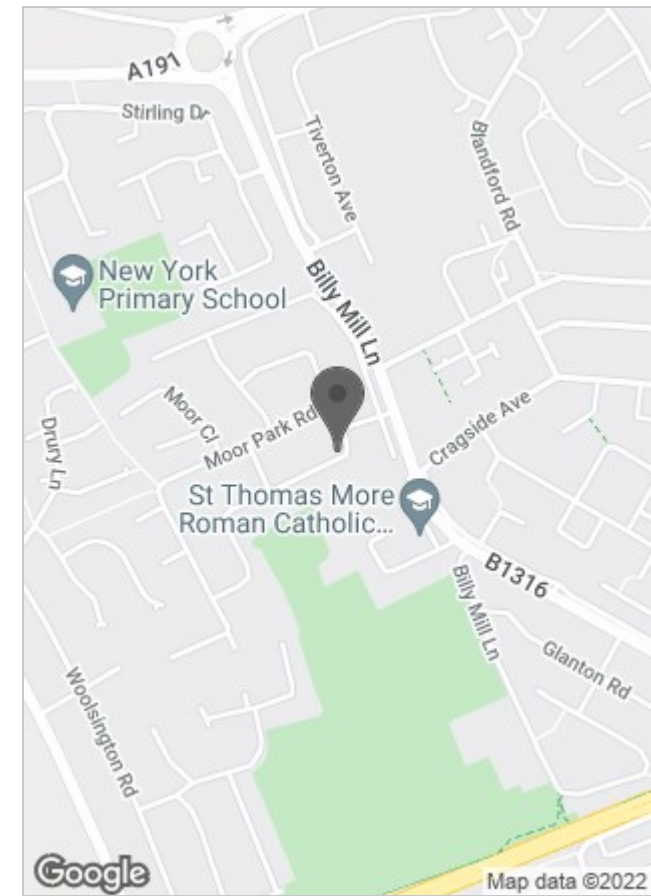 A191
Stirling Dr
Tiverton Ave
Blandford Rd
New York
Primary School
Billy Mill Ln
Moor Cl
Moor Park Rd
Drury Ln
Cragside Ave
St Thomas More
Roman Catholic...
B1316
Billy Mill Ln
Glanton Rd
Woolsington Rd
Google
Map data ©2022